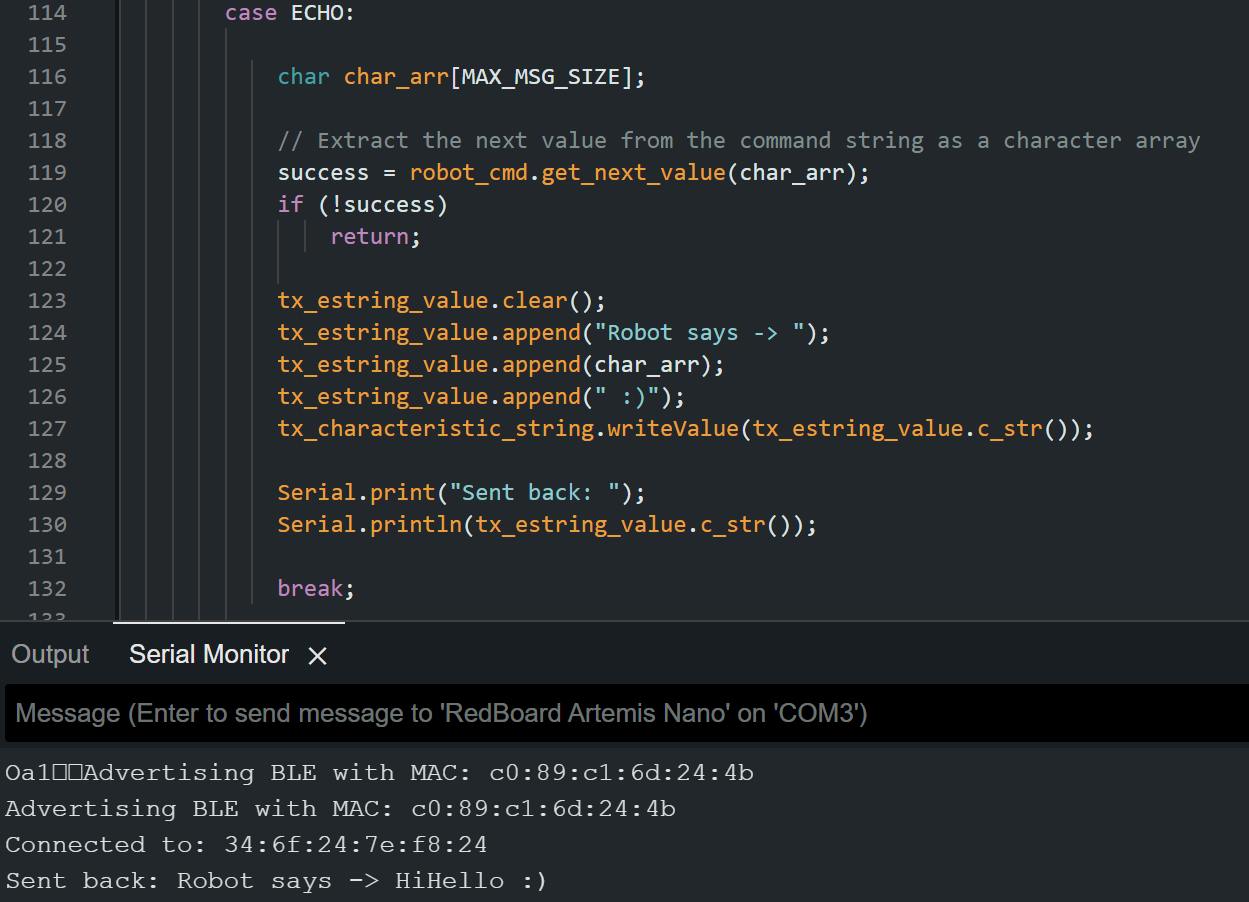 114 case ECHO:
115
116 char char_arr[MAX_MSG_SIZE];
117
118 // Extract the next value from the command string as a character array
119 success = robot_cmd.get_next_value(char_arr);
120 if (!success)
121 return;
122
123 tx_estring_value.clear();
124 tx_estring_value.append("Robot says -> ");
125 tx_estring_value.append(char_arr);
126 tx_estring_value.append(" :)");
127 tx_characteristic_string.writeValue(tx_estring_value.c_str());
128
129 Serial.print("Sent back: ");
130 Serial.println(tx_estring_value.c_str());
131
132 break;
133
Output Serial Monitor
Message (Enter to send message to 'RedBoard Artemis Nano' on 'COM3')
Oa1□□Advertising BLE with MAC: c0:89:c1:6d:24:4b
Advertising BLE with MAC: c0:89:c1:6d:24:4b
Connected to: 34:6f:24:7e:f8:24
Sent back: Robot says -> HiHello :)